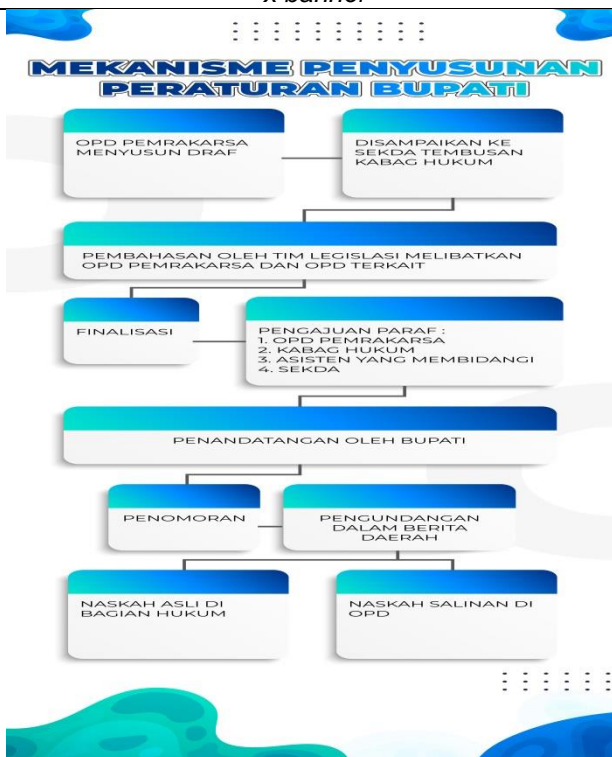 x-banner
MEKANISME PENYUSUNAN
PERATURAN BUPATI
OPD PEMRAKARSA
MENYUSUN DRAF
DISAMPAIKAN KE
SEKDA TEMBUSAN
KABAG HUKUM
PEMBAHASAN OLEH TIM LEGISLASI MELIBATKAN
OPD PEMRAKARSA DAN OPD TERKAIT
FINALISASI
PENGAJUAN PARAF :
1. OPD PEMRAKARSA
2. KABAG HUKUM
3. ASISTEN YANG MEMBIDANGI
4. SEKDA
PENANDATANGAN OLEH BUPATI
PENOMORAN
PENGUNDANGAN
DALAM BERITA
DAERAH
NASKAH ASLI DI
BAGIAN HUKUM
NASKAH SALINAN DI
OPD